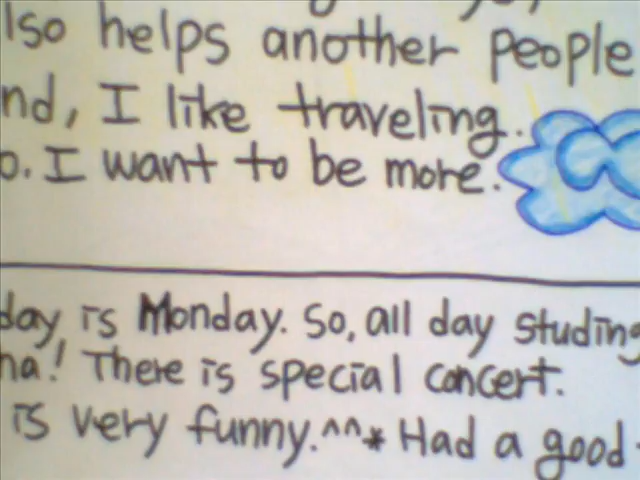 lso helps another people
nd, I like traveling.
o. I want to be more.
day is Monday. So, all day studing
ha! There is special concert.
is very funny.^^* Had a good